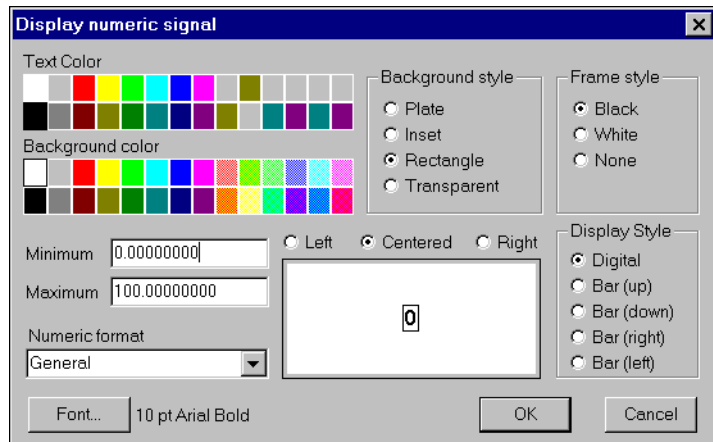 Display numeric signal
Text Color
Background color
Background style
Plate
Inset
Rectangle
Transparent
Frame style
Black
White
None
Minimum 0.00000000
Maximum 100.00000000
Numeric format
General
Left Centered Right
0
Display Style
Digital
Bar (up)
Bar (down)
Bar (right)
Bar (left)
Font... 10 pt Arial Bold
OK Cancel